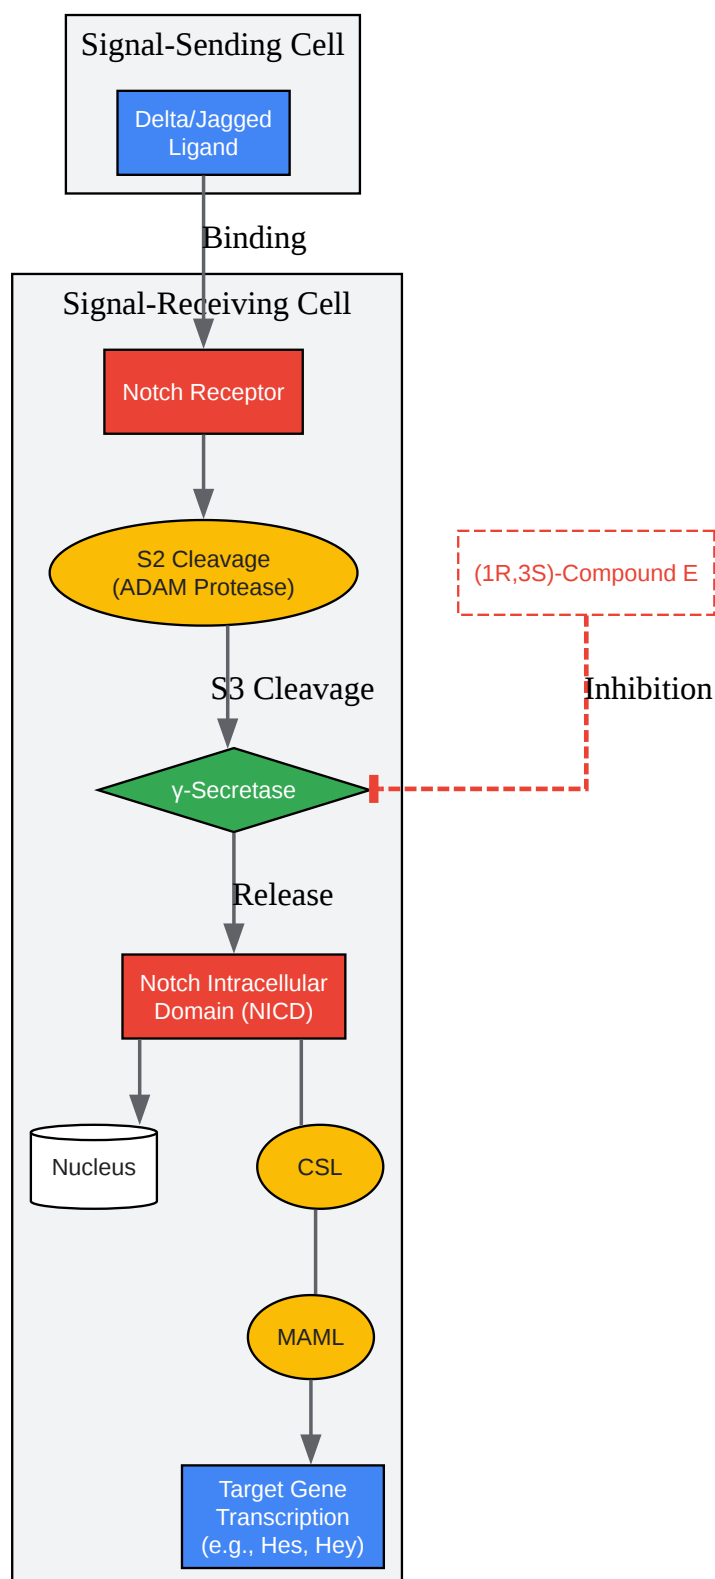 Signal-Sending Cell
Delta/Jagged
Ligand
Binding
Signal-Receiving Cell
Notch Receptor
S2 Cleavage
(ADAM Protease)
(1R,3S)-Compound E
S3 Cleavage
Inhibition
γ-Secretase
Release
Notch Intracellular
Domain (NICD)
Nucleus
CSL
MAML
Target Gene
Transcription
(e.g., Hes, Hey)